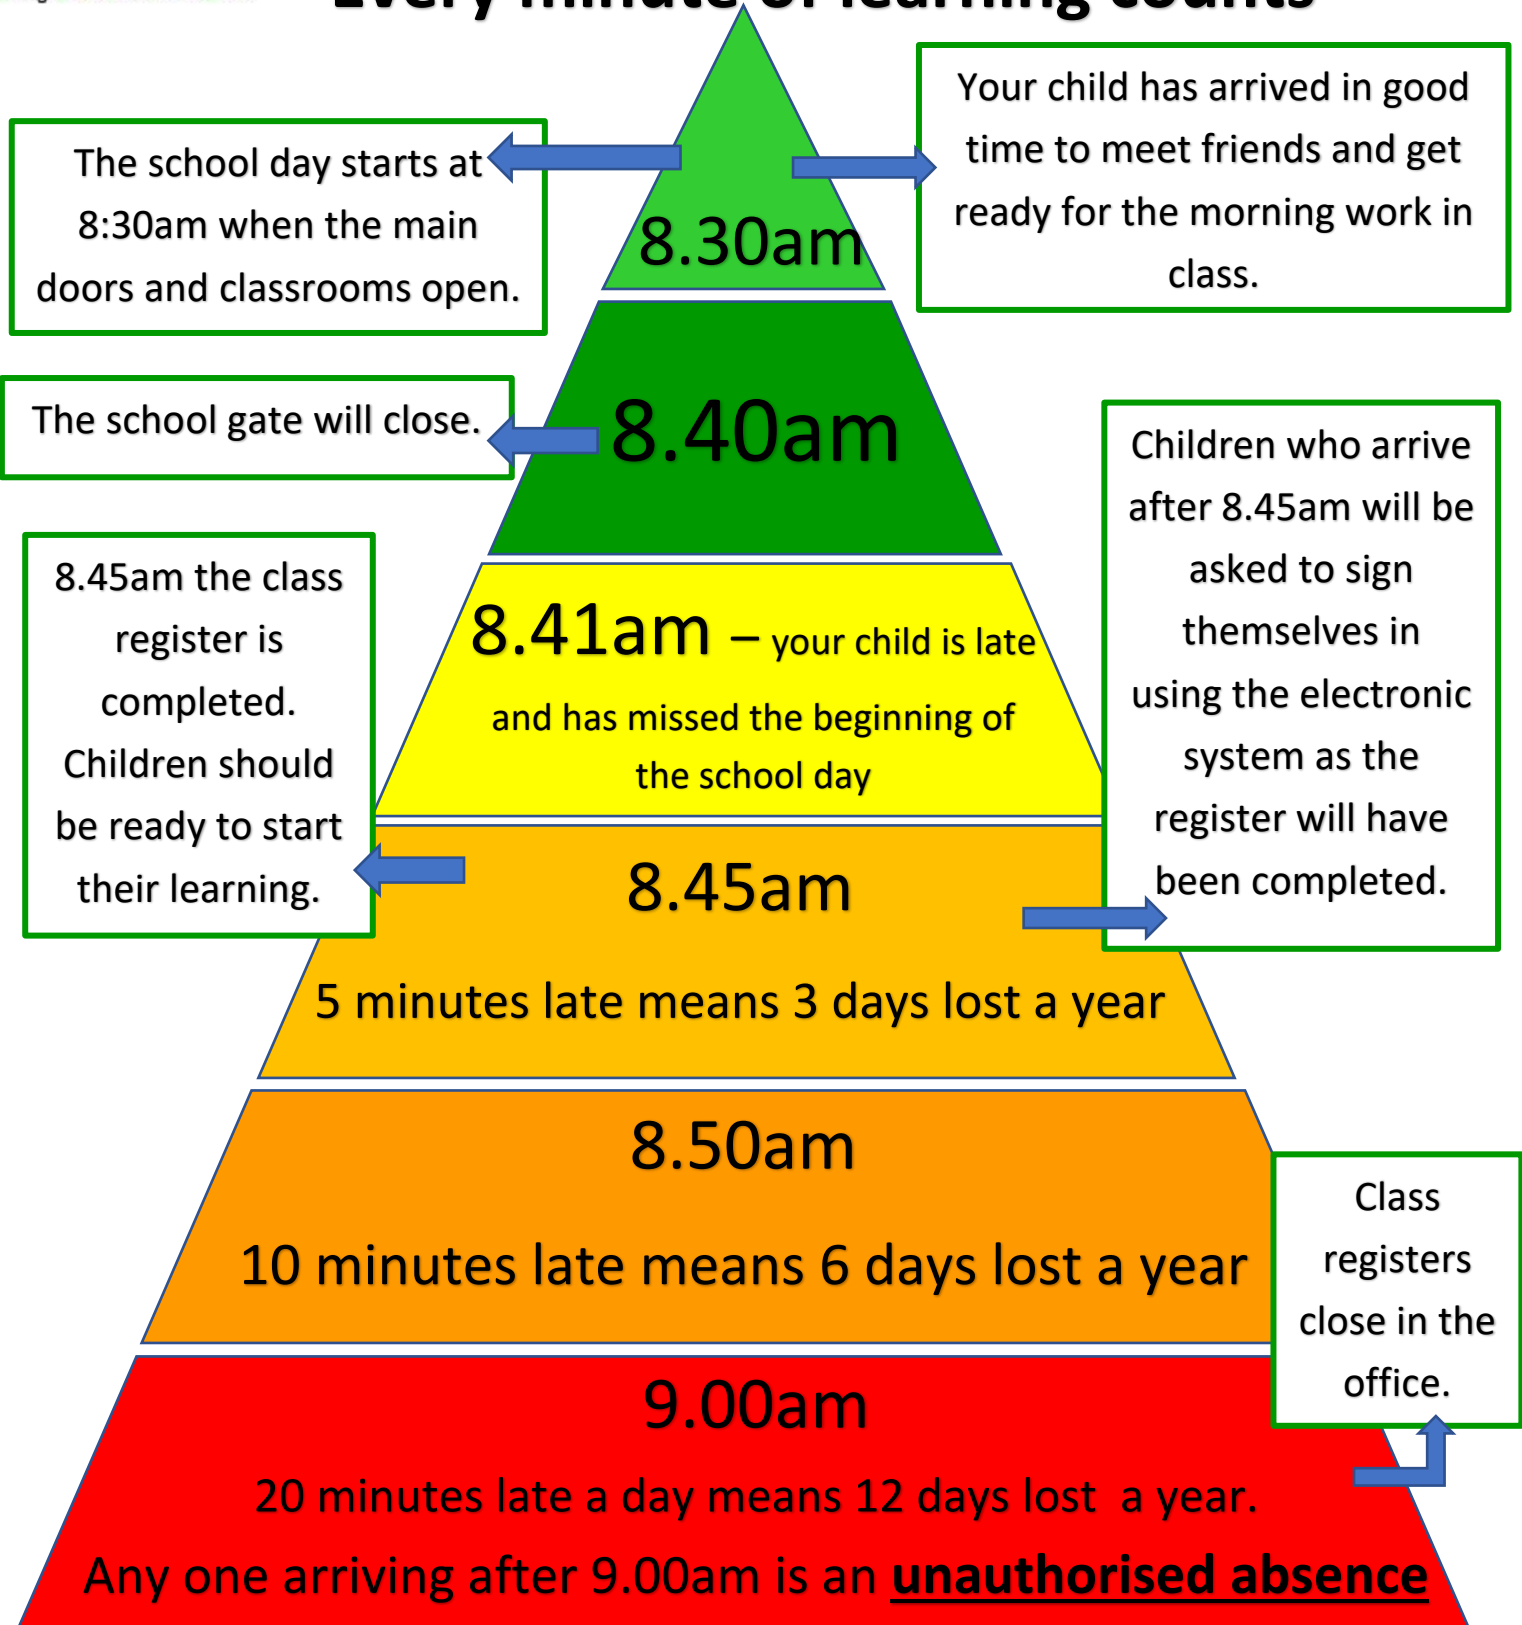 Every minute of learning counts
Your child has arrived in good
time to meet friends and get
ready for the morning work in
class.
The school day starts at
8:30am when the main
doors and classrooms open.
8.30am
The school gate will close.
8.40am
Children who arrive
after 8.45am will be
asked to sign
themselves in
using the electronic
system as the
register will have
been completed.
8.45am the class
register is
completed.
Children should
be ready to start
their learning.
8.41am – your child is late
and has missed the beginning of
the school day
8.45am
5 minutes late means 3 days lost a year
8.50am
10 minutes late means 6 days lost a year
Class
registers
close in the
office.
9.00am
20 minutes late a day means 12 days lost  a year.
Any one arriving after 9.00am is an unauthorised absence